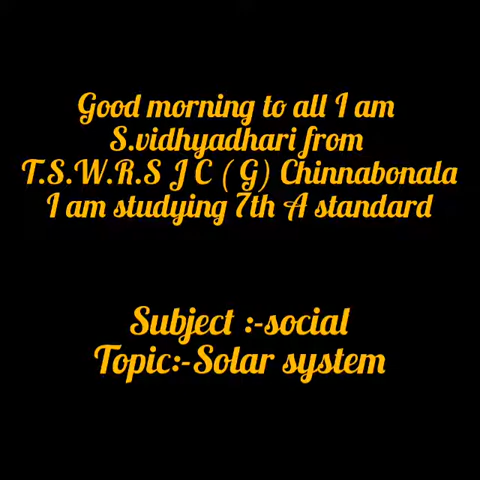 Good morning to all I am
S.vidhyadhari from
T.S.W.R.S J C ( G) Chinnabonala
I am studying 7th A standard
Subject :-social
Topic:-Solar system